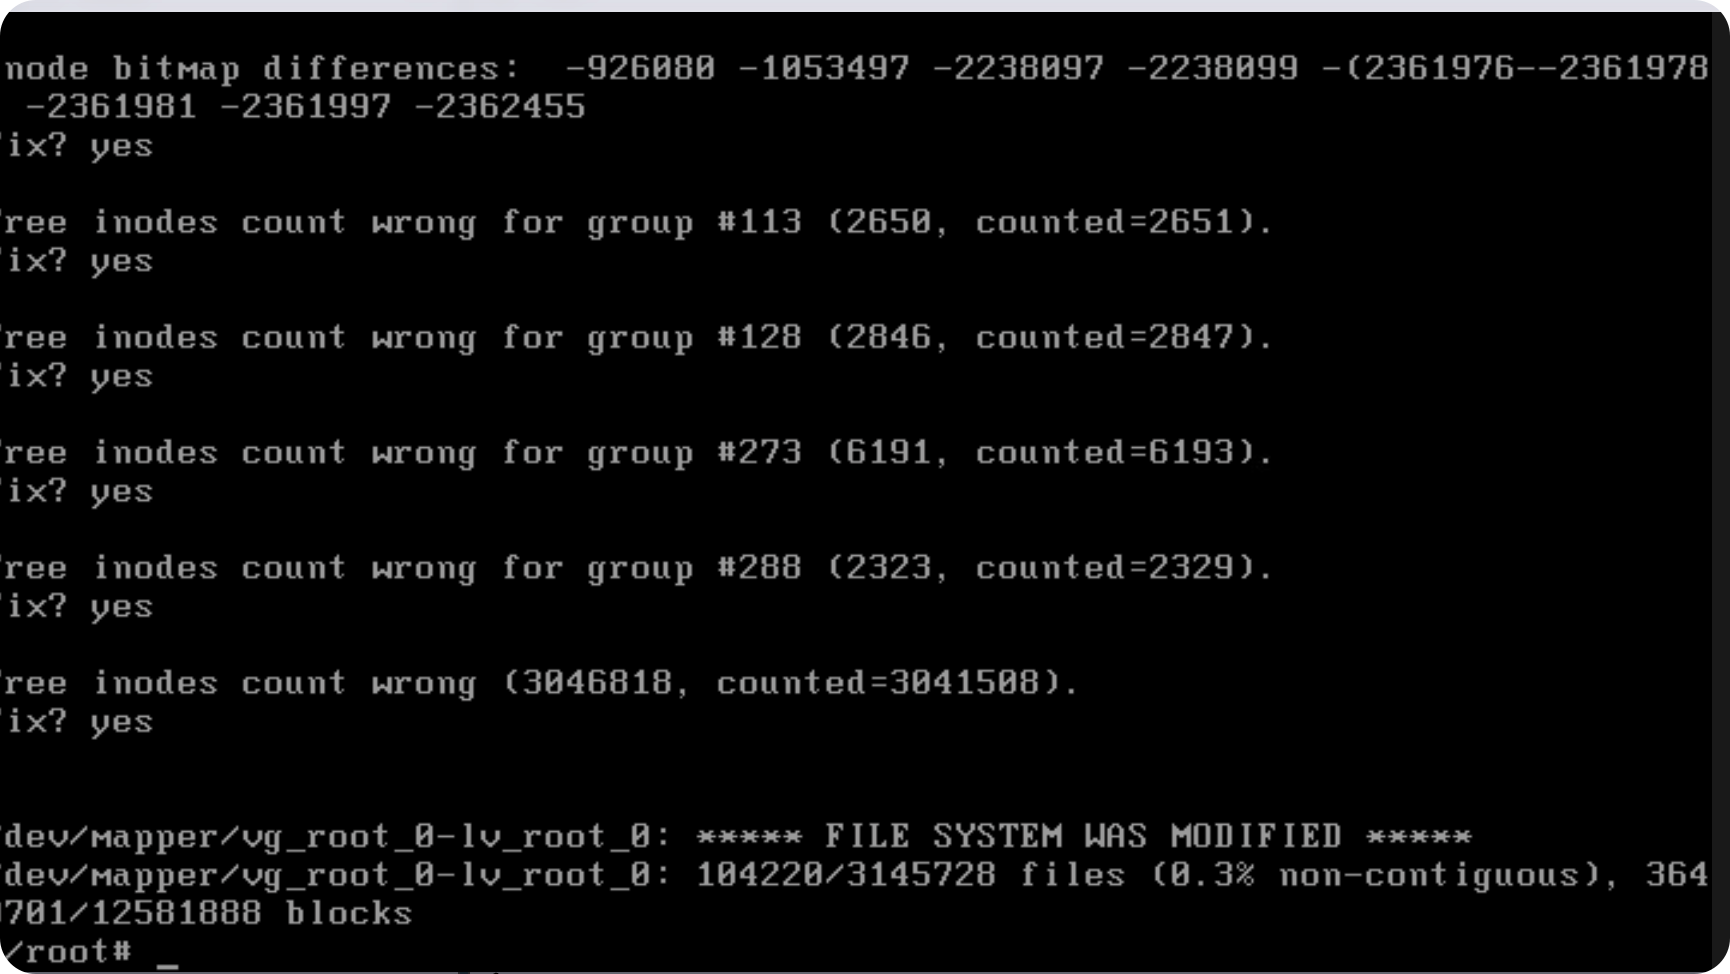 node bitmap differences:  -926080 -1053497 -2238097 -2238099 -(2361976--2361978
 -2361981 -2361997 -2362455
ix? yes
ree inodes count wrong for group #113 (2650, counted=2651).
ix? yes
ree inodes count wrong for group #128 (2846, counted=2847).
ix? yes
ree inodes count wrong for group #273 (6191, counted=6193).
ix? yes
ree inodes count wrong for group #288 (2323, counted=2329).
ix? yes
ree inodes count wrong (3046818, counted=3041508).
ix? yes
/dev/mapper/vg_root_0-lv_root_0: ***** FILE SYSTEM WAS MODIFIED *****
/dev/mapper/vg_root_0-lv_root_0: 104220/3145728 files (0.3% non-contiguous), 364
701/12581888 blocks
/root# _